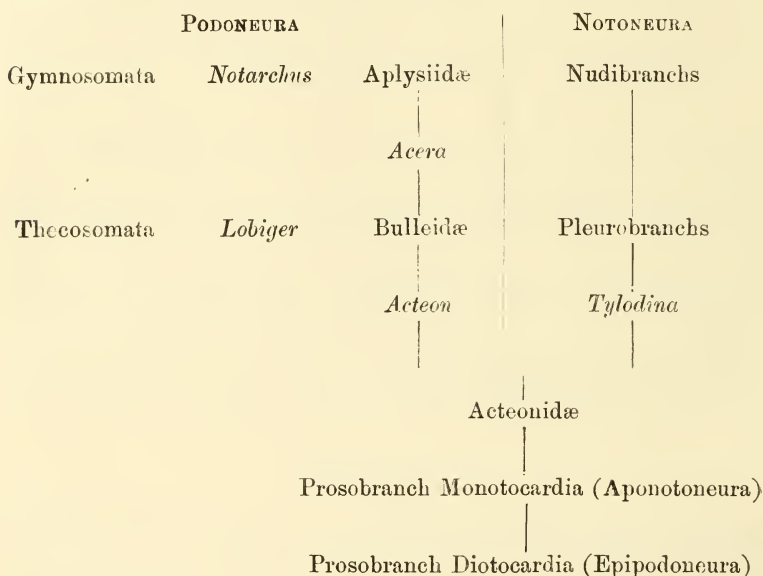 PODONEURA NOTONEURA
Gymnosomata Notarchus Aplysiidæ Nudibranchs
Acera
Thecosomata Lobiger Bulleidæ Pleurobranchs
Acteon Tylodina
Acteonidæ
Prosobranch Monotocardia (Aponotoneura)
Prosobranch Diotocardia (Epipodoneura)